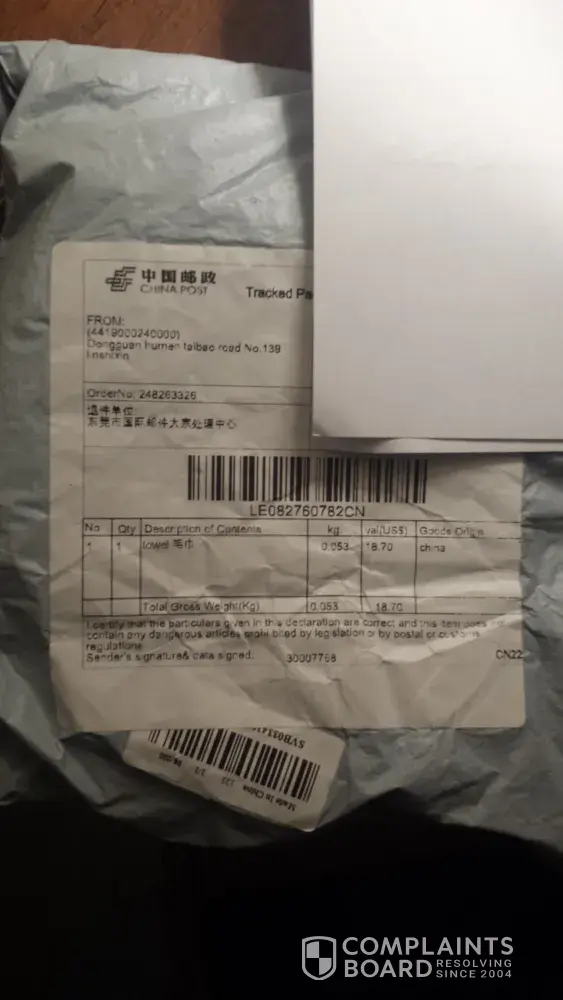 中国邮政
CHINA POST
Tracked Pa
FROM:
(4419000240000)
Dongguan humen taibao road No.139
linshixin
OrderNo: 248263326
退件单位:
东莞市国际邮件大宗处理中心
LE082760782CN
No Qty Description of Contents kg. val(US$) Goods Origin
1 1 towel 毛巾 0.053 18.70 china
Total Gross Weight(Kg) 0.053 18.70
I certify that the particulars given in this declaration are correct and this item does not
contain any dangerous articles prohibited by legislation or by postal or customs
regulations
Sender's signature& data signed: 30007768 CN22
Made In China
COMPLAINTS
BOARD RESOLVING
SINCE 2004